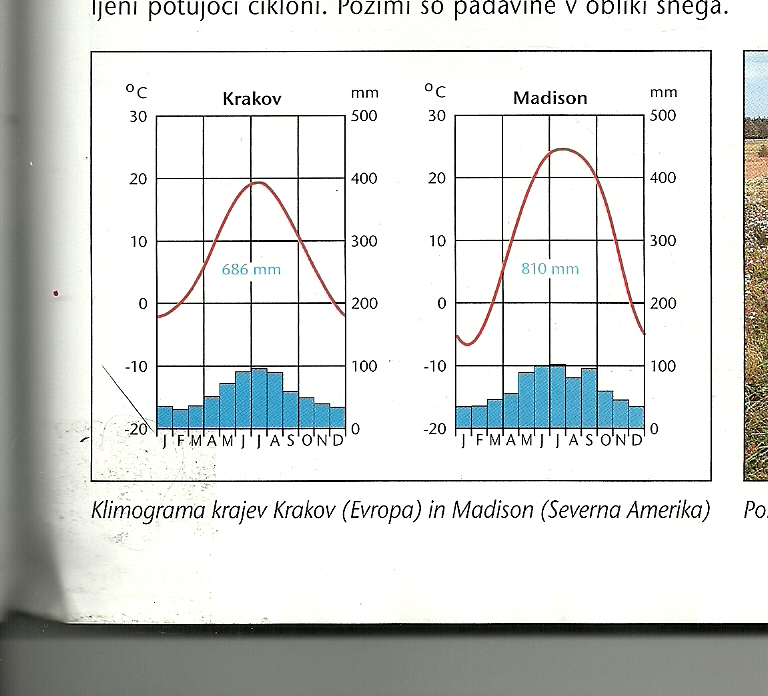 ljeni potujoči cikloni. Pozimi so padavine v obliki snega.
°C Krakov mm
30 500
20 400
10 300
686 mm
0 200
-10 100
-20 0
J F M A M J J A S O N D
°C Madison mm
30 500
20 400
10 300
810 mm
0 200
-10 100
-20 0
J F M A M J J A S O N D
Klimograma krajev Krakov (Evropa) in Madison (Severna Amerika)